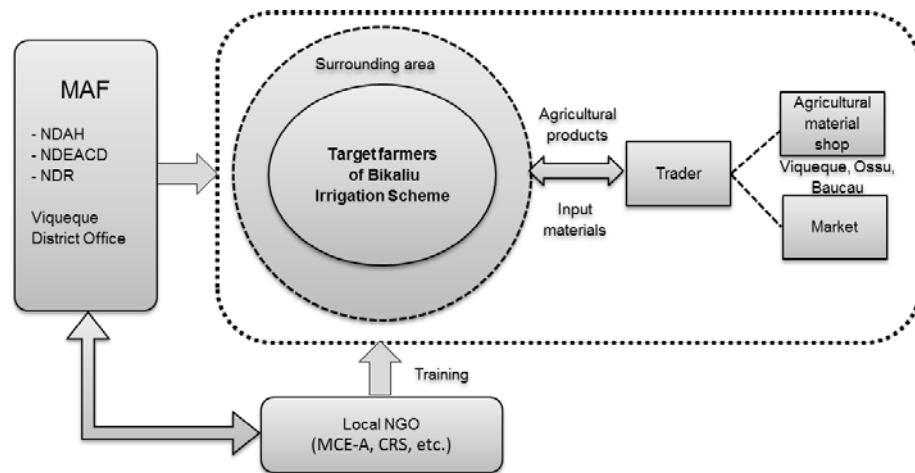 MAF
- NDAH
- NDEACD
- NDR
Viqueque
District Office
Surrounding area
Target farmers
of Bikaliu
Irrigation Scheme
Agricultural
products
Input
materials
Trader
Agricultural
material
shop
Viqueque, Ossu,
Baucau
Market
Training
Local NGO
(MCE-A, CRS, etc.)